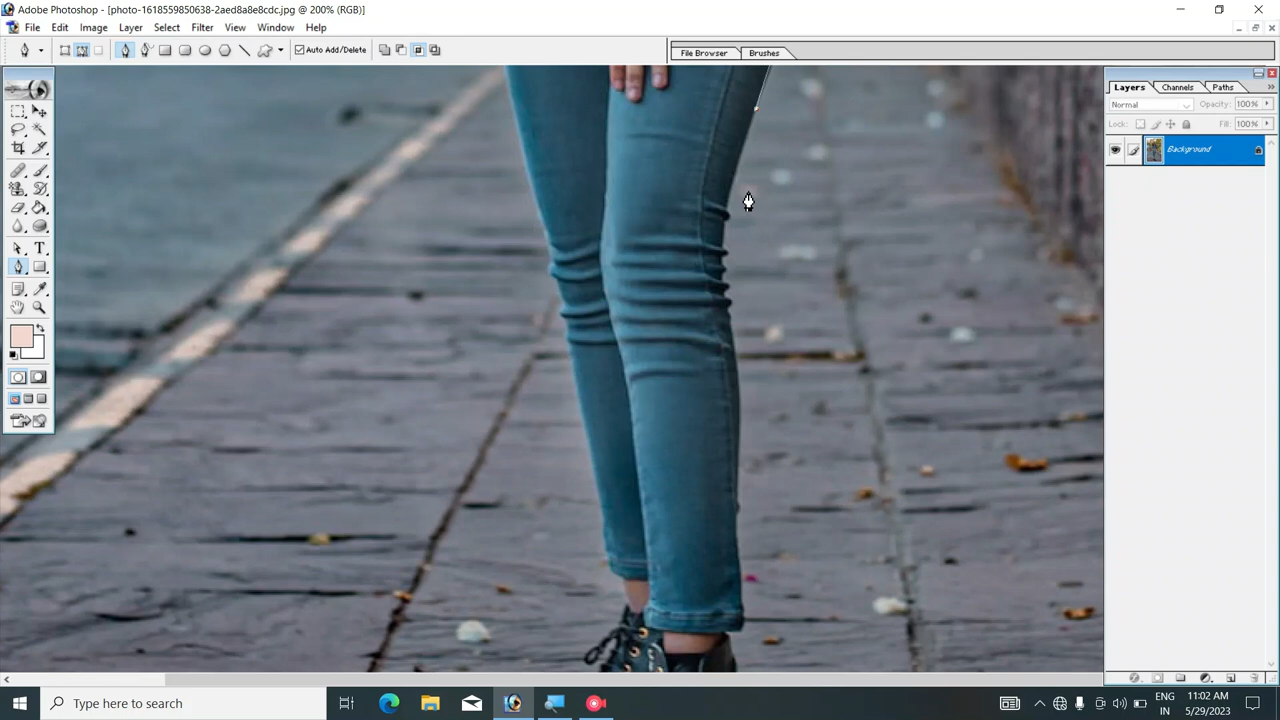 Adobe Photoshop - [photo-1618559850638-2aed8a8e8cdc.jpg @ 200% (RGB)]
File Edit Image Layer Select Filter View Window Help
Auto Add/Delete
File Browser Brushes
Layers Channels Paths
Normal Opacity: 100%
Lock: Fill: 100%
Background
T
Type here to search
ENG
IN
11:02 AM
5/29/2023